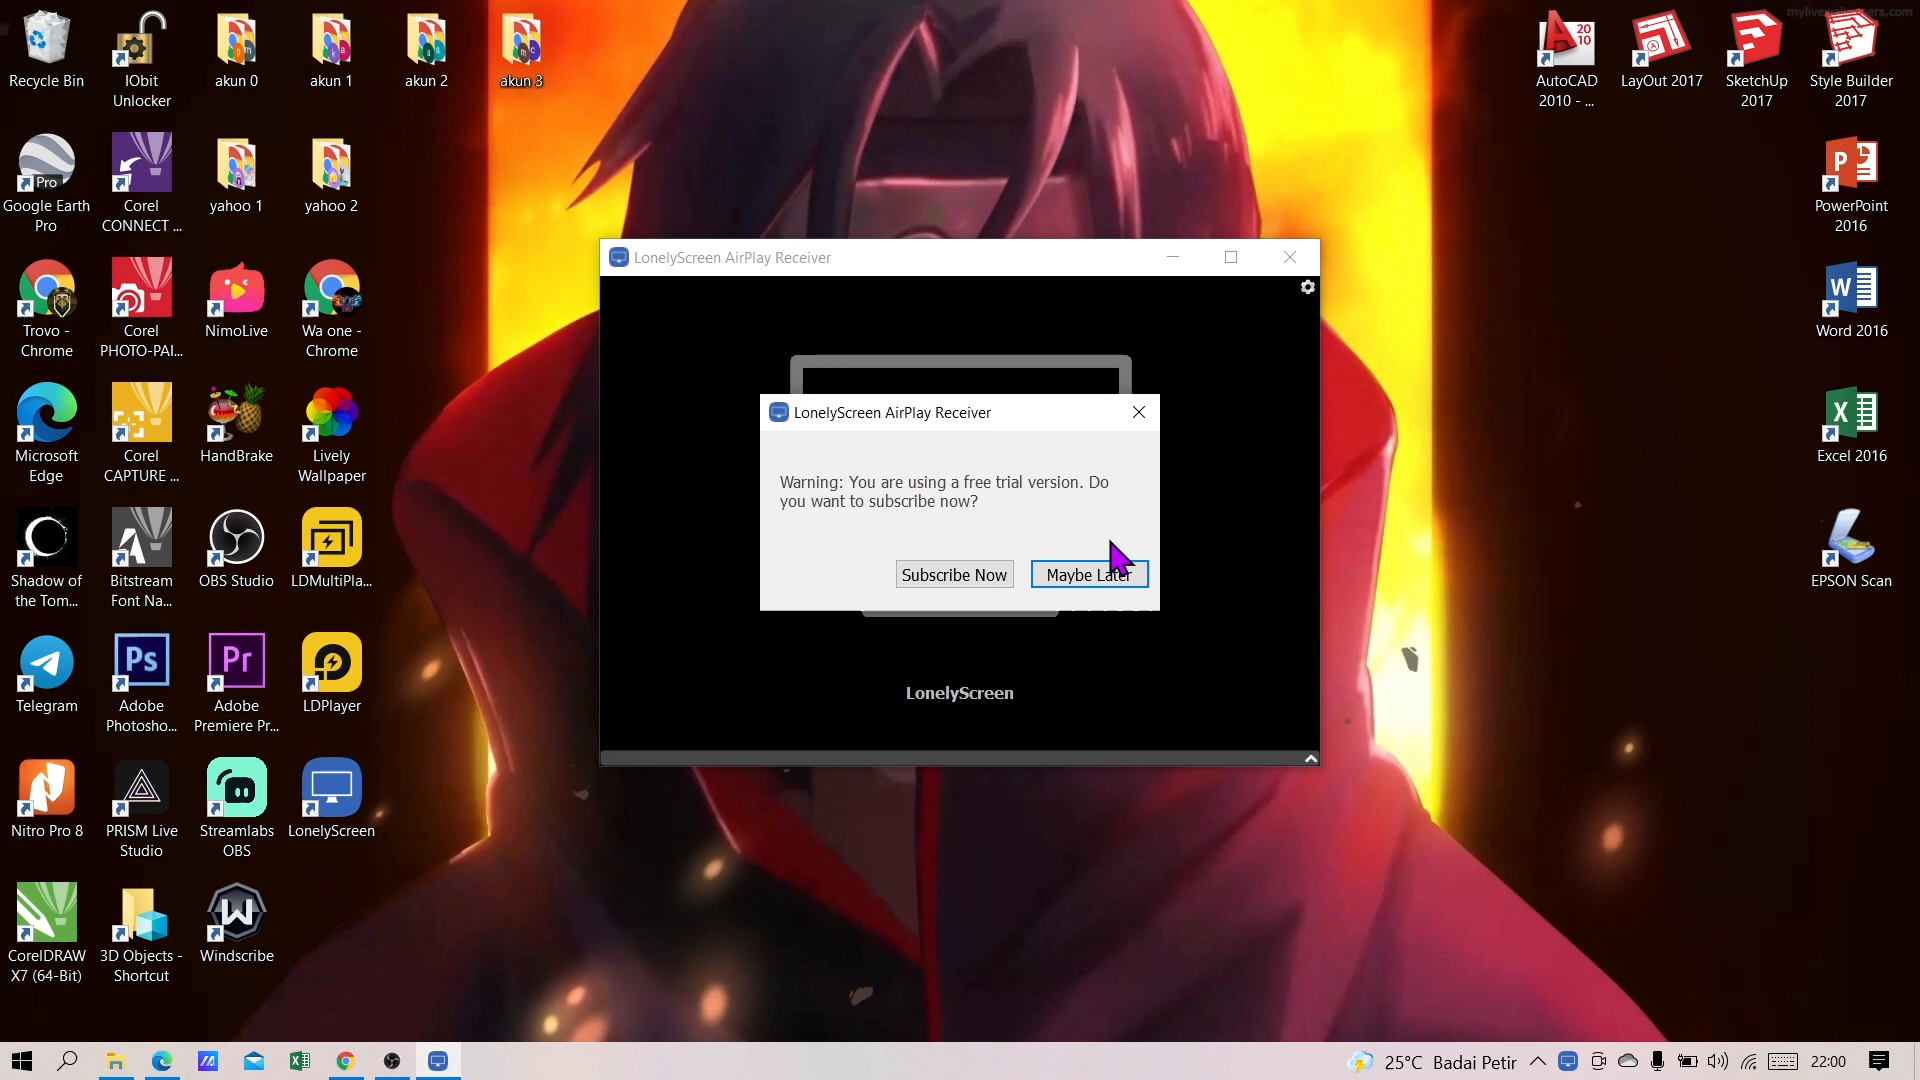 Recycle Bin
IObit
Unlocker
akun 0
akun 1
akun 2
akun 3
AutoCAD
2010 - ...
LayOut 2017
SketchUp
2017
Style Builder
2017
Google Earth
Pro
Corel
CONNECT ...
yahoo 1
yahoo 2
PowerPoint
2016
Trovo -
Chrome
Corel
PHOTO-PAI...
NimoLive
Wa one -
Chrome
Word 2016
Microsoft
Edge
Corel
CAPTURE ...
HandBrake
Lively
Wallpaper
Excel 2016
Shadow of
the Tom...
Bitstream
Font Na...
OBS Studio
LDMultiPla...
EPSON Scan
Telegram
Adobe
Photosho...
Adobe
Premiere Pr...
LDPlayer
Nitro Pro 8
PRISM Live
Studio
Streamlabs
OBS
LonelyScreen
CorelDRAW
X7 (64-Bit)
3D Objects -
Shortcut
Windscribe
LonelyScreen AirPlay Receiver
LonelyScreen AirPlay Receiver
Warning: You are using a free trial version. Do
you want to subscribe now?
Subscribe Now
Maybe Later
LonelyScreen
25°C Badai Petir
22:00